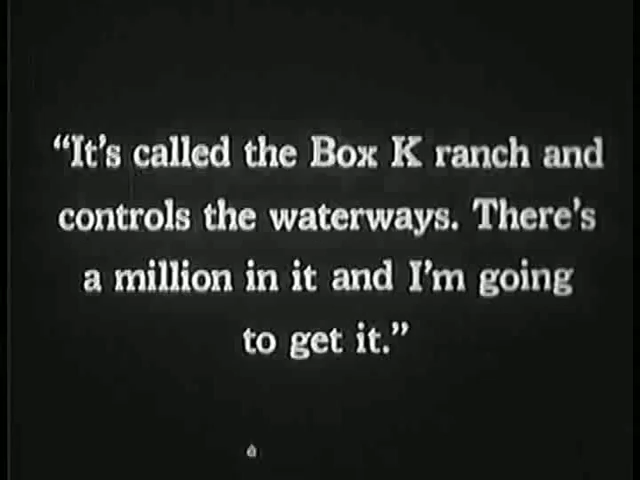 “It's called the Box K ranch and
controls the waterways. There's
a million in it and I'm going
to get it.”